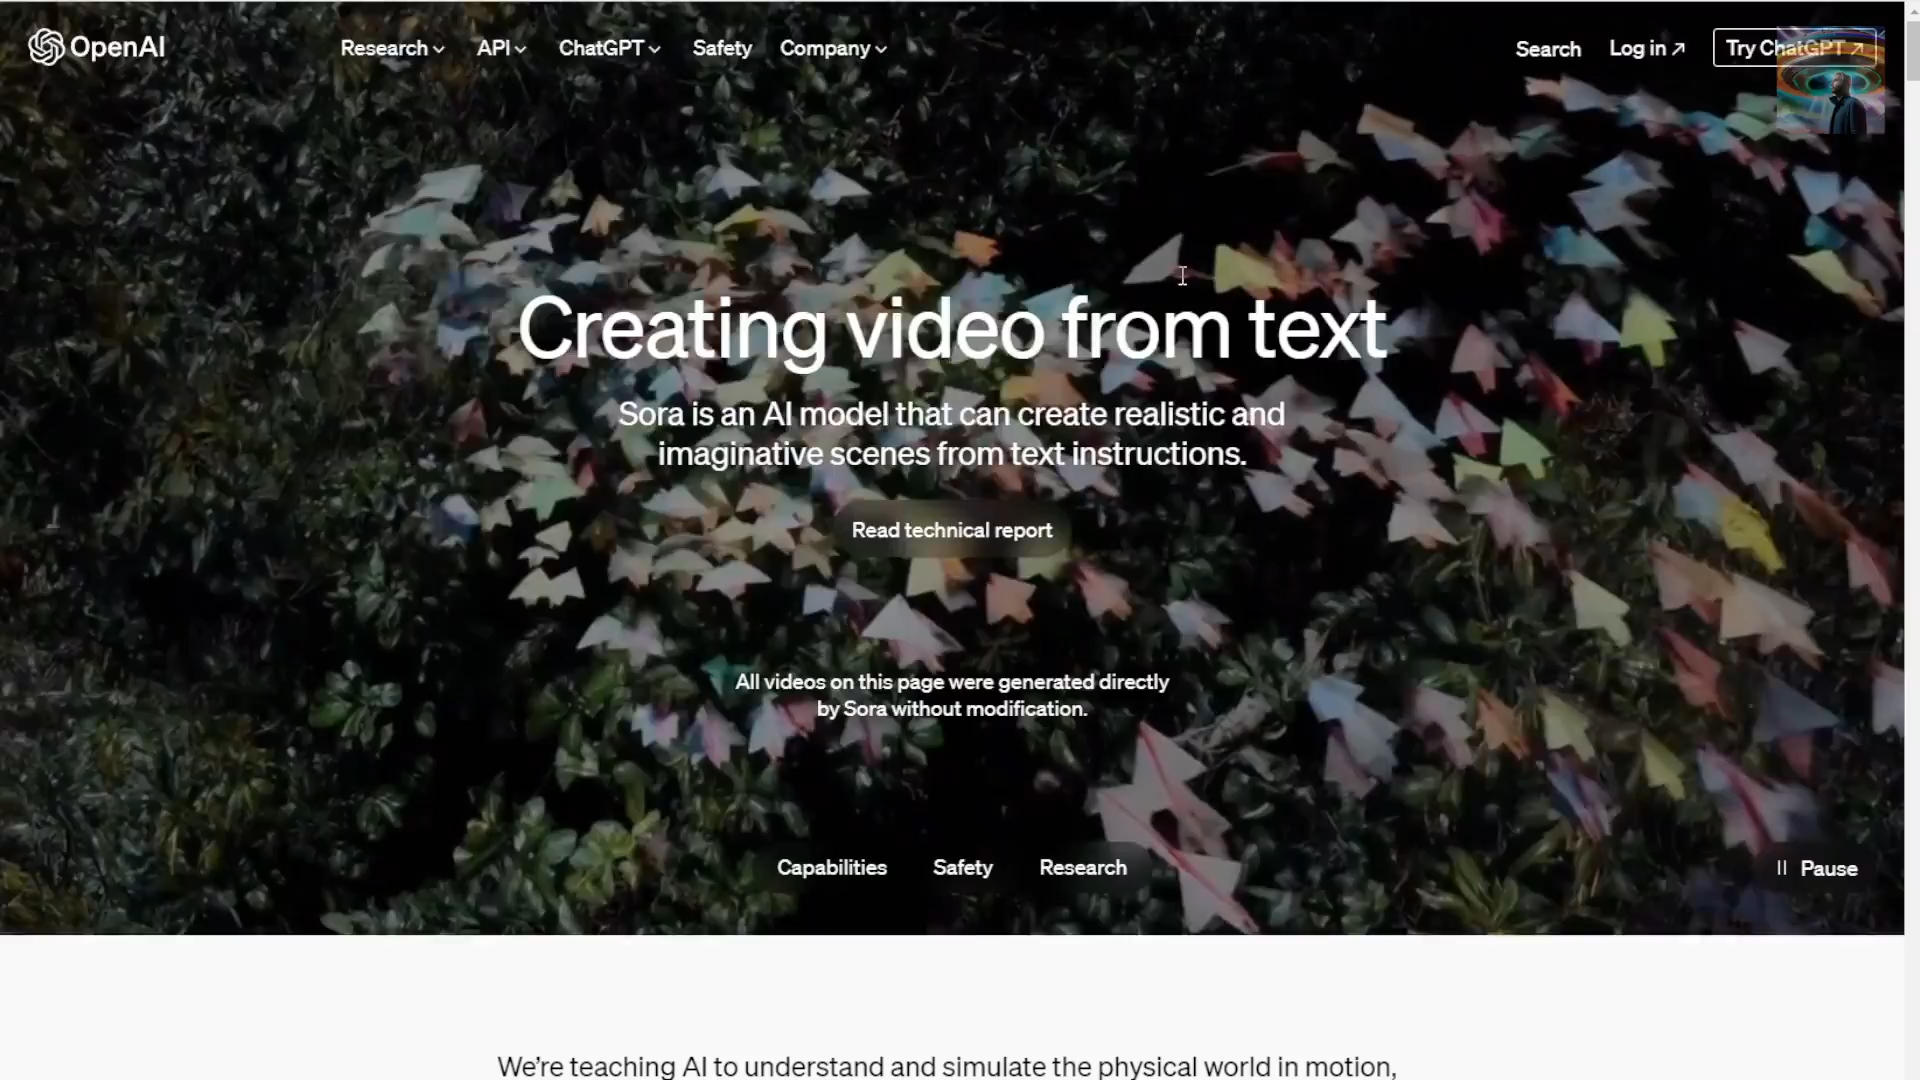 OpenAI
Research
API
ChatGPT
Safety
Company
Search
Log in
Try ChatGPT
Creating video from text
Sora is an AI model that can create realistic and
imaginative scenes from text instructions.
Read technical report
All videos on this page were generated directly
by Sora without modification.
Capabilities
Safety
Research
Pause
We're teaching AI to understand and simulate the physical world in motion,